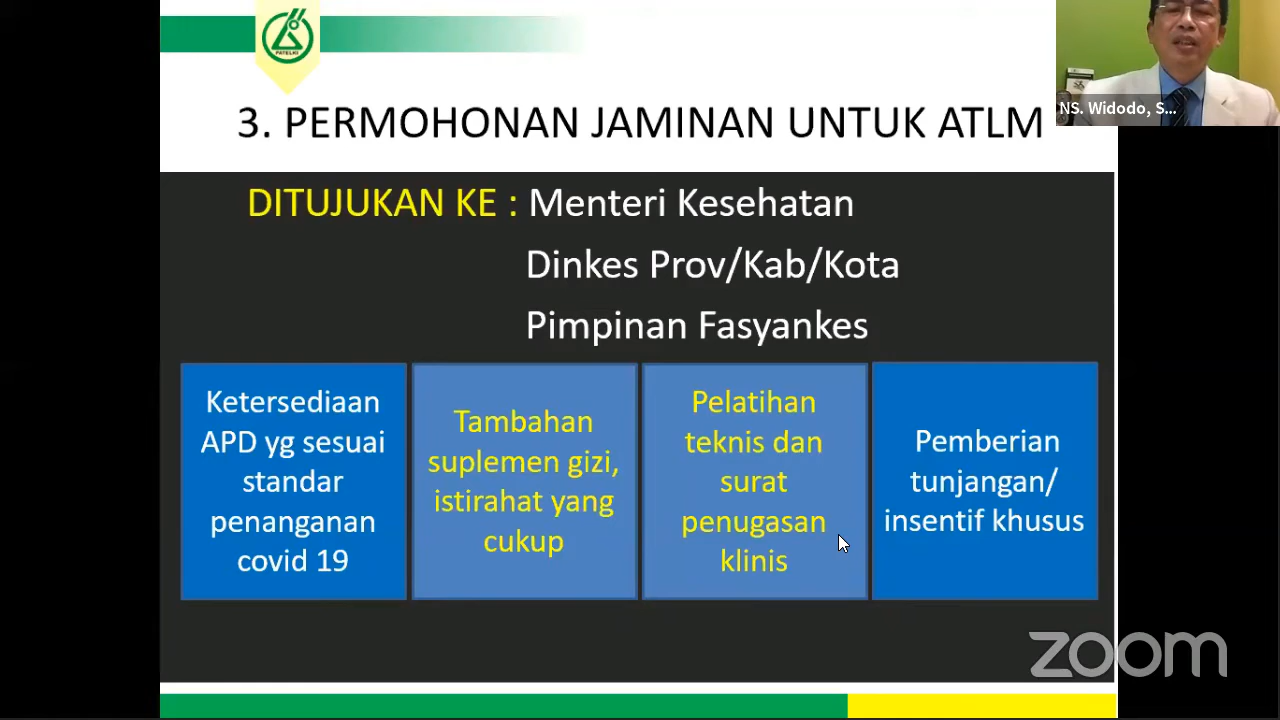 PATELKI
3. PERMOHONAN JAMINAN UNTUK ATLM
NS. Widodo, S...
DITUJUKAN KE : Menteri Kesehatan
Dinkes Prov/Kab/Kota
Pimpinan Fasyankes
Ketersediaan
APD yg sesuai
standar
penanganan
covid 19
Tambahan
suplemen gizi,
istirahat yang
cukup
Pelatihan
teknis dan
surat
penugasan
klinis
Pemberian
tunjangan/
insentif khusus
zoom